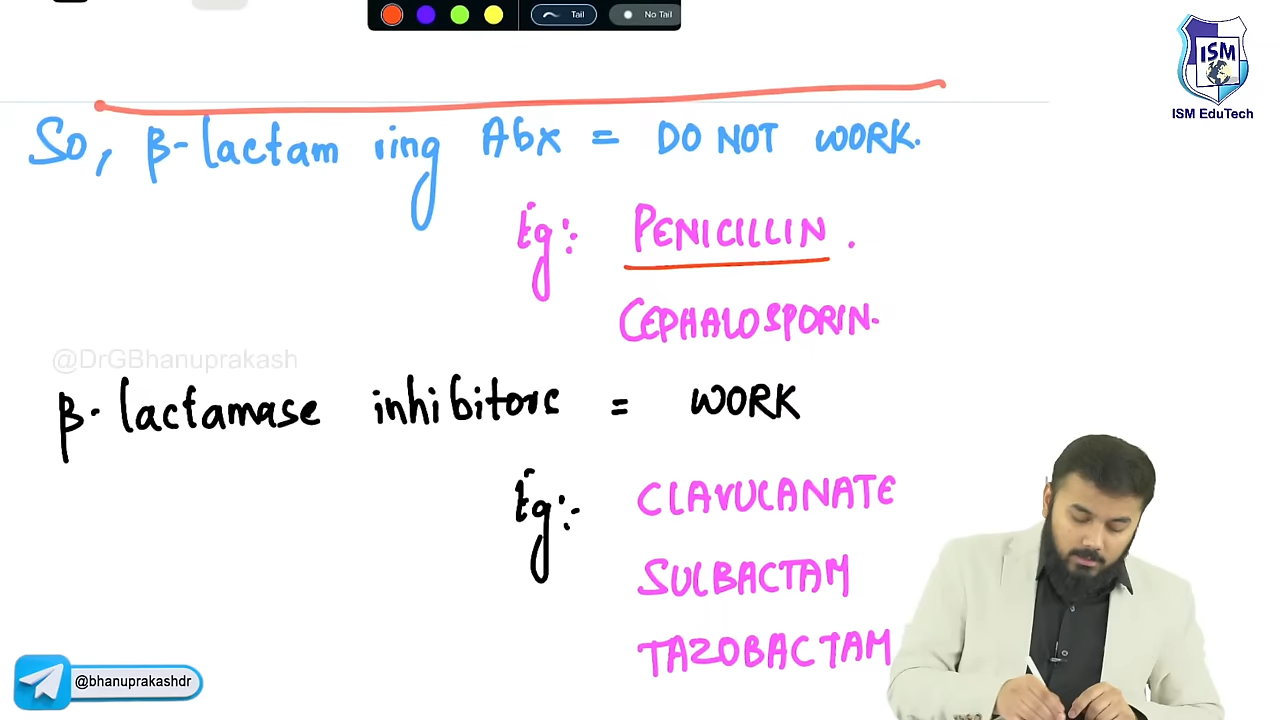 Tail
No Tail
ISM
ISM EduTech
So, β-lactam ring Abx = DO NOT WORK.
Eg:- PENICILLIN.
CEPHALOSPORIN.
@DrGBhanuprakash
β-lactamase inhibitors = WORK
Eg:- CLAVULANATE
SULBACTAM
TAZOBACTAM
@bhanuprakashdr